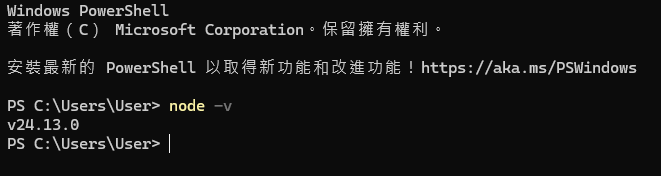 Windows PowerShell
著作權（C） Microsoft Corporation。保留擁有權利。
安裝最新的 PowerShell 以取得新功能和改進功能！https://aka.ms/PSWindows
PS C:\Users\User> node -v
v24.13.0
PS C:\Users\User>